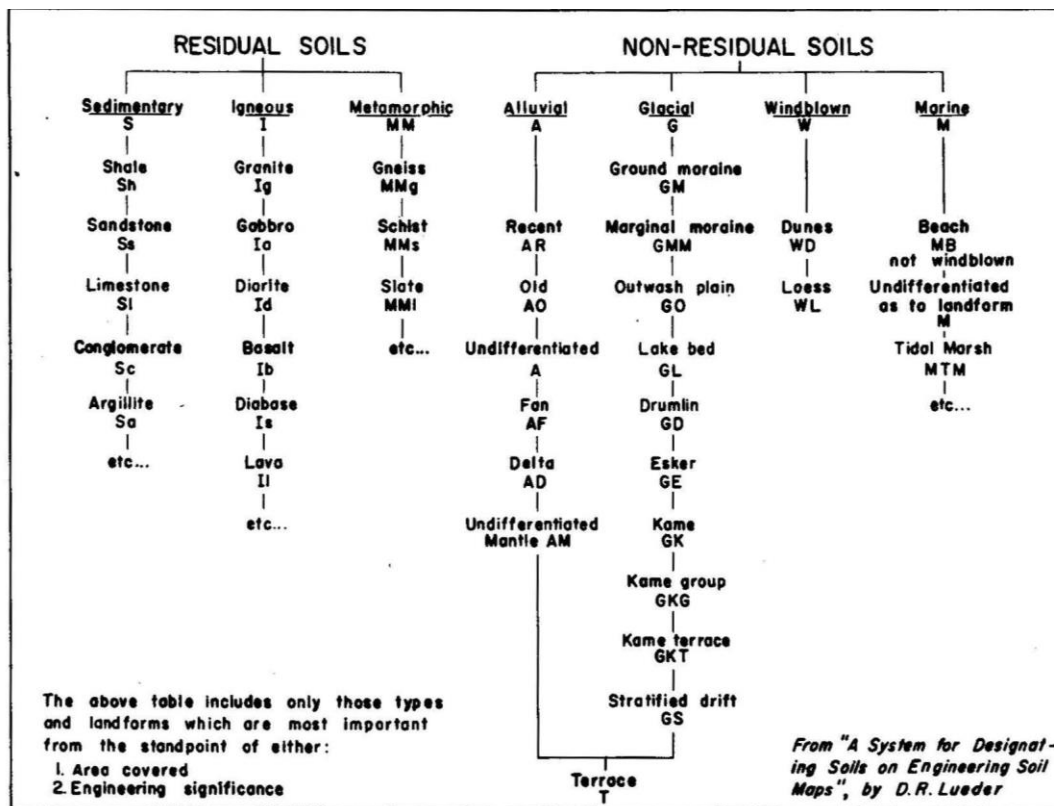 RESIDUAL SOILS
Sedimentary
S
Shale
Sh
Sandstone
Ss
Limestone
Sl
Conglomerate
Sc
Argillite
Sa
etc...
Igneous
I
Granite
Ig
Gabbro
Ia
Diorite
Id
Basalt
Ib
Diabase
Is
Lava
Il
etc...
Metamorphic
MM
Gneiss
MMg
Schist
MMs
Slate
MMl
etc...
NON-RESIDUAL SOILS
Alluvial
A
Recent
AR
Old
AO
Undifferentiated
A
Fan
AF
Delta
AD
Undifferentiated
Mantle AM
Glacial
G
Ground moraine
GM
Marginal moraine
GMM
Outwash plain
GO
Lake bed
GL
Drumlin
GD
Esker
GE
Kame
GK
Kame group
GKG
Kame terrace
GKT
Stratified drift
GS
Terrace
T
Windblown
W
Dunes
WD
Loess
WL
Marine
M
Beach
MB
not windblown
Undifferentiated
as to landform
M
Tidal Marsh
MTM
etc...
The above table includes only those types
and landforms which are most important
from the standpoint of either:
1. Area covered
2. Engineering significance
From "A System for Designat-
ing Soils on Engineering Soil
Maps", by D.R. Lueder